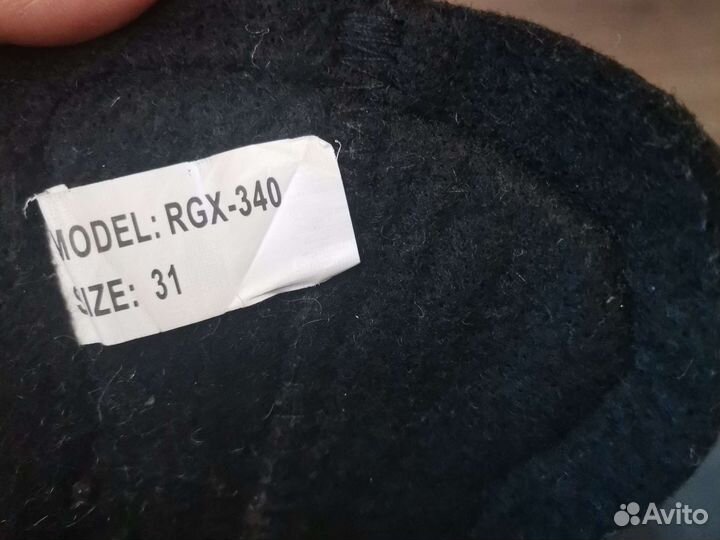 MODEL: RGX-340
SIZE: 31
Avito